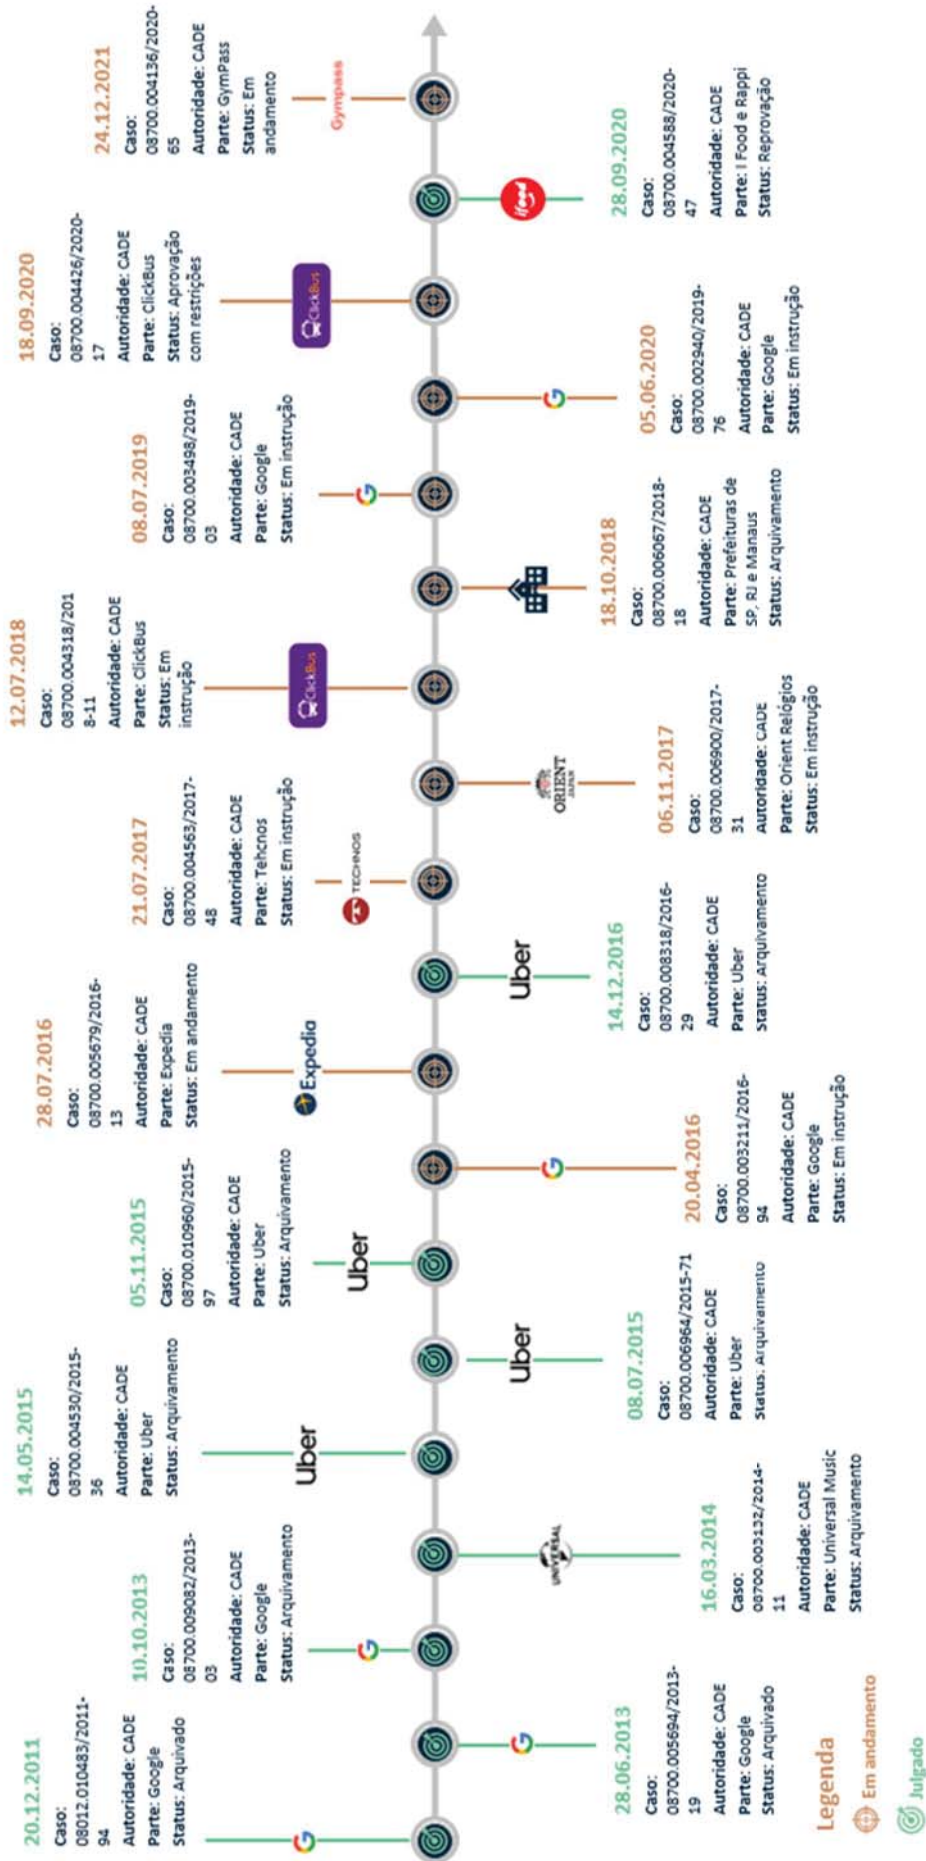 20.12.2011
Caso:
08012.010483/2011-
94
Autoridade: CADE
Parte: Google
Status: Arquivado
28.06.2013
Caso:
08700.005694/2013-
19
Autoridade: CADE
Parte: Google
Status: Arquivado
10.10.2013
Caso:
08700.009082/2013-
03
Autoridade: CADE
Parte: Google
Status: Arquivamento
16.03.2014
Caso:
08700.003132/2014-
11
Autoridade: CADE
Parte: Universal Music
Status: Arquivamento
UNIVERSAL
14.05.2015
Caso:
08700.004530/2015-
36
Autoridade: CADE
Parte: Uber
Status: Arquivamento
Uber
08.07.2015
Caso:
08700.006964/2015-71
Autoridade: CADE
Parte: Uber
Status: Arquivamento
Uber
05.11.2015
Caso:
08700.010960/2015-
97
Autoridade: CADE
Parte: Uber
Status: Arquivamento
Uber
20.04.2016
Caso:
08700.003211/2016-
94
Autoridade: CADE
Parte: Google
Status: Em instrução
28.07.2016
Caso:
08700.005679/2016-
13
Autoridade: CADE
Parte: Expedia
Status: Em andamento
Expedia
14.12.2016
Caso:
08700.008318/2016-
29
Autoridade: CADE
Parte: Uber
Status: Arquivamento
Uber
21.07.2017
Caso:
08700.004563/2017-
48
Autoridade: CADE
Parte: Tehcnos
Status: Em instrução
TECHNOS
06.11.2017
Caso:
08700.006900/2017-
31
Autoridade: CADE
Parte: Orient Relógios
Status: Em instrução
ORIENT
JAPAN
12.07.2018
Caso:
08700.004318/201
8-11
Autoridade: CADE
Parte: ClickBus
Status: Em
instrução
ClickBus
18.10.2018
Caso:
08700.006067/2018-
18
Autoridade: CADE
Parte: Prefeituras de
SP, RJ e Manaus
Status: Arquivamento
08.07.2019
Caso:
08700.003498/2019-
03
Autoridade: CADE
Parte: Google
Status: Em instrução
05.06.2020
Caso:
08700.002940/2019-
76
Autoridade: CADE
Parte: Google
Status: Em instrução
18.09.2020
Caso:
08700.004426/2020-
17
Autoridade: CADE
Parte: ClickBus
Status: Aprovação
com restrições
ClickBus
28.09.2020
Caso:
08700.004588/2020-
47
Autoridade: CADE
Parte: I Food e Rappi
Status: Reprovação
ifood
24.12.2021
Caso:
08700.004136/2020-
65
Autoridade: CADE
Parte: GymPass
Status: Em
andamento
Gympass
Legenda
Em andamento
Julgado